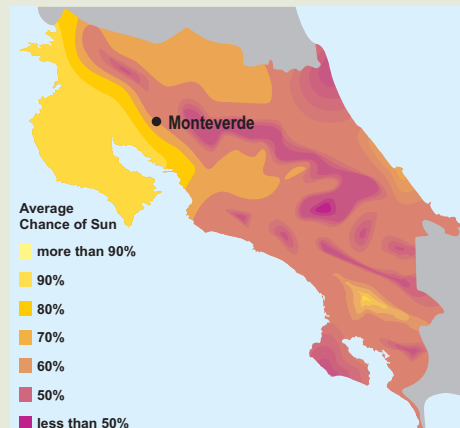 Monteverde
Average
Chance of Sun
more than 90%
90%
80%
70%
60%
50%
less than 50%